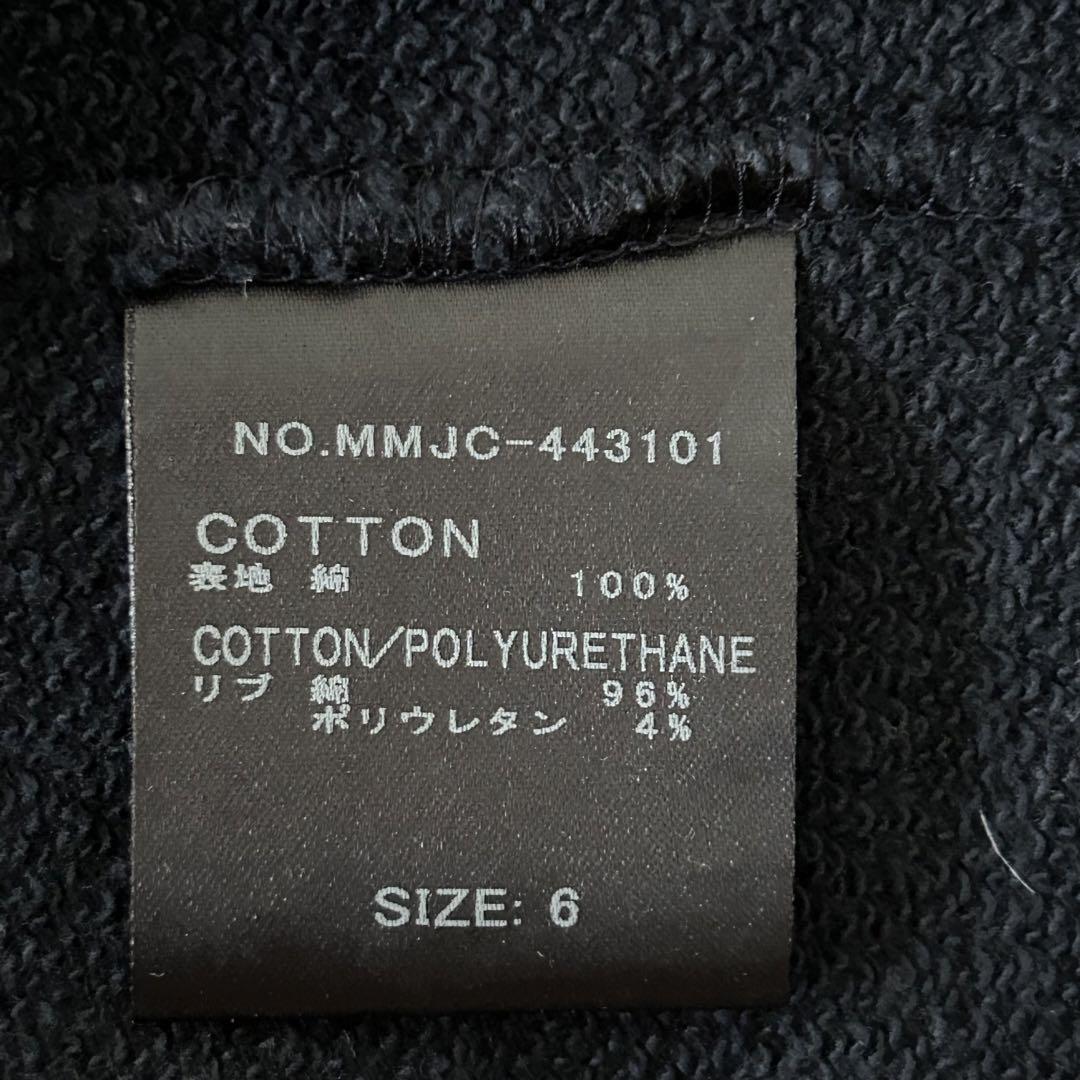 NO.MMJC-443101
COTTON
表地 綿 100%
COTTON/POLYURETHANE
リブ 綿 96%
ポリウレタン 4%
SIZE: 6